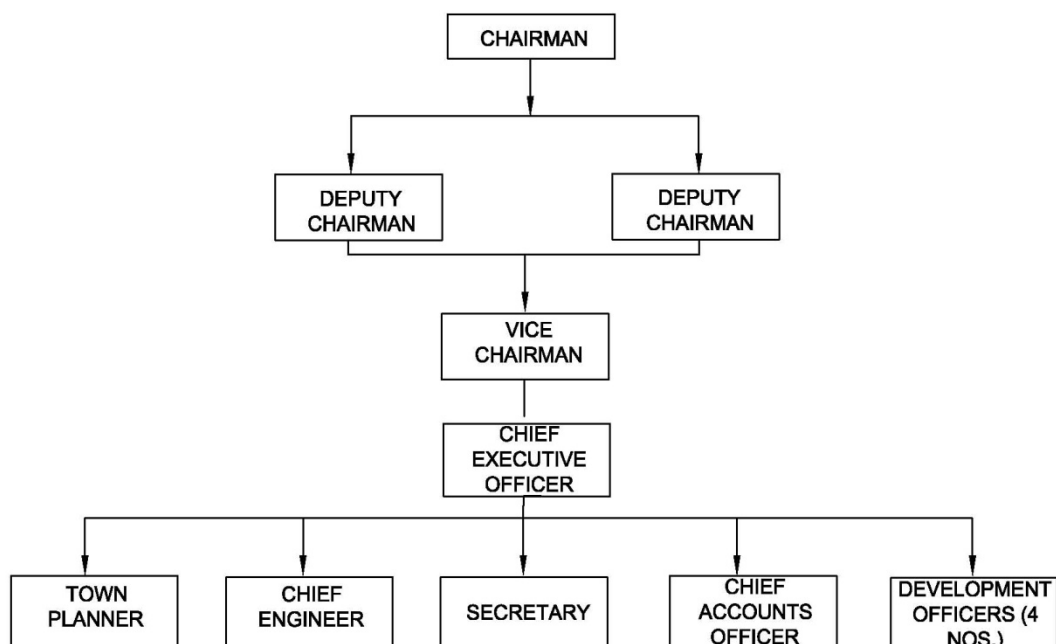 CHAIRMAN
DEPUTY
CHAIRMAN
DEPUTY
CHAIRMAN
VICE
CHAIRMAN
CHIEF
EXECUTIVE
OFFICER
TOWN
PLANNER
CHIEF
ENGINEER
SECRETARY
CHIEF
ACCOUNTS
OFFICER
DEVELOPMENT
OFFICERS (4
NOS.)